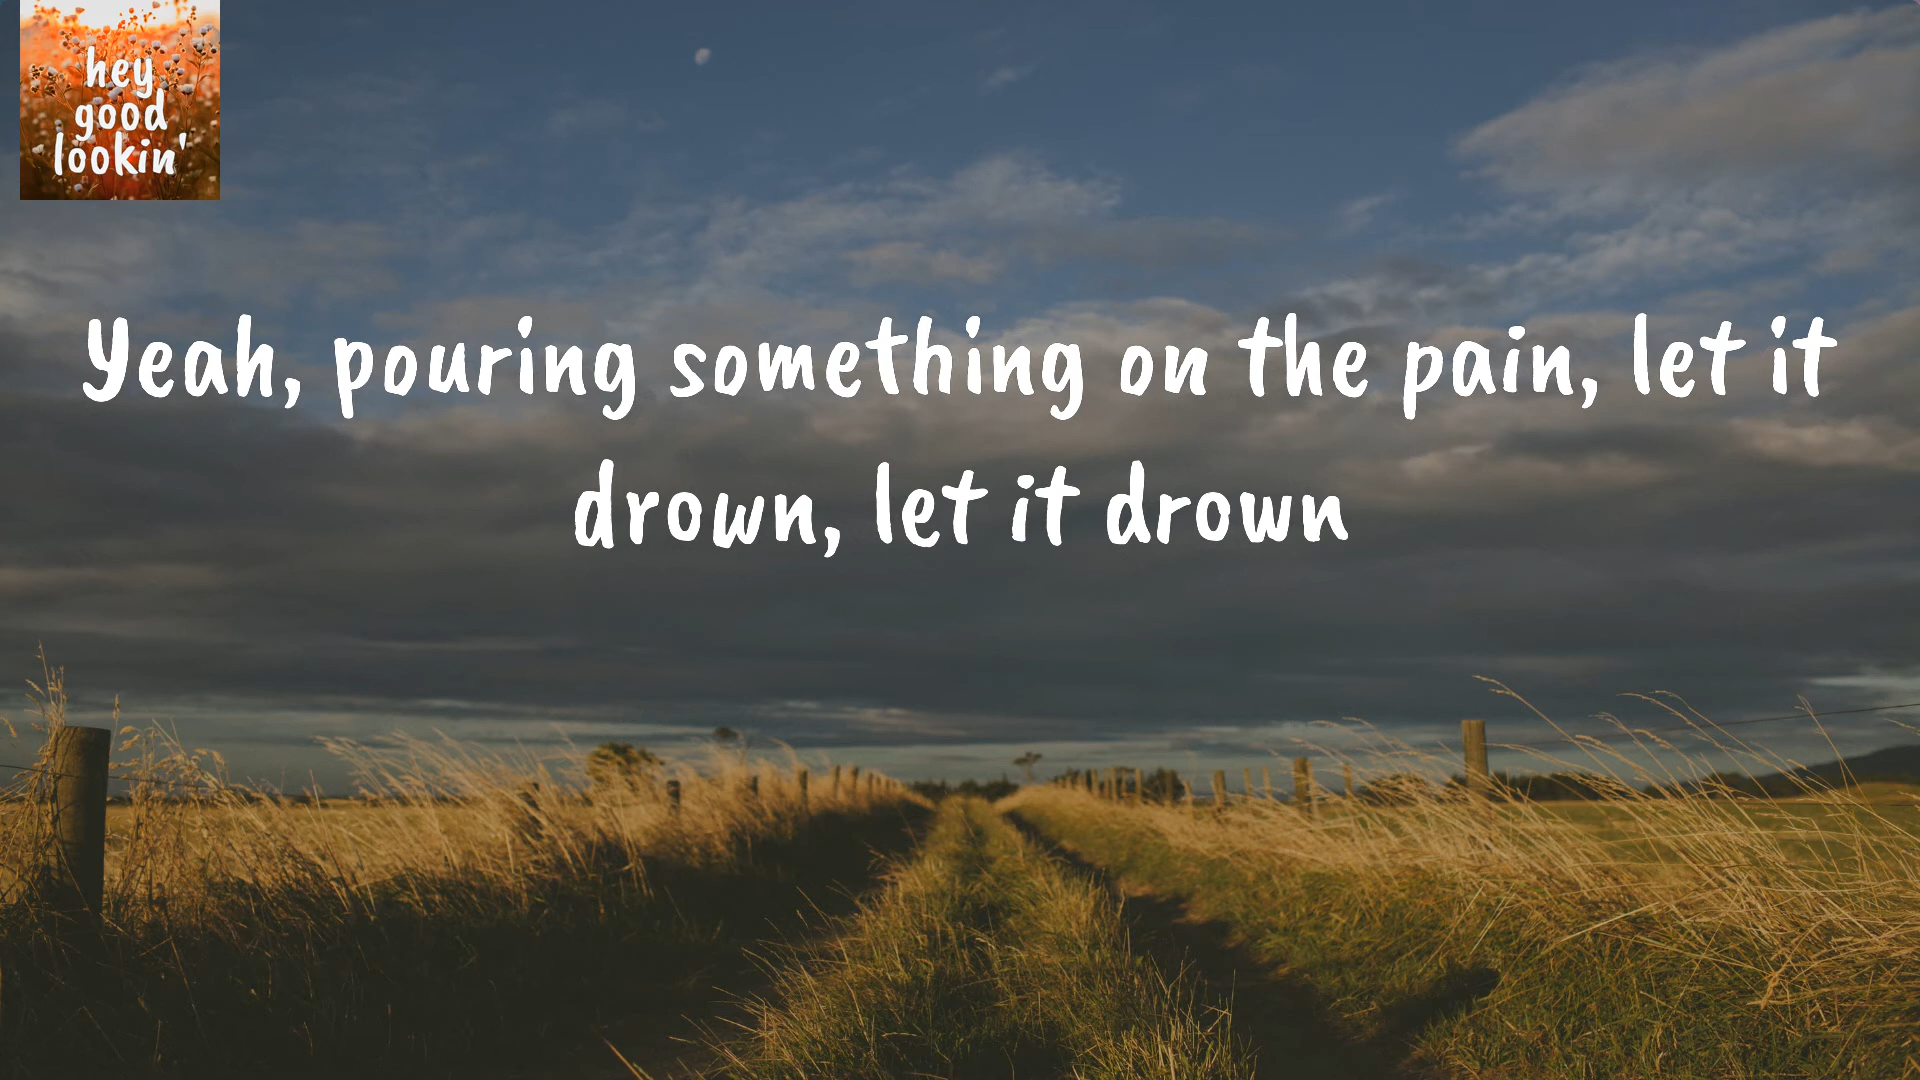 hey
good
lookin'
Yeah, pouring something on the pain, let it
drown, let it drown